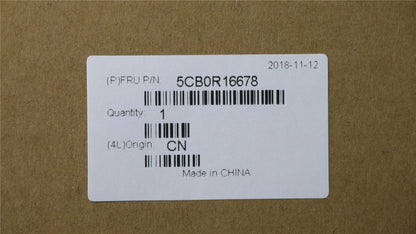 2018-11-12
(P)FRU P/N: 5CB0R16678
Quantity: 1
(4L)Origin: CN
Made in CHINA